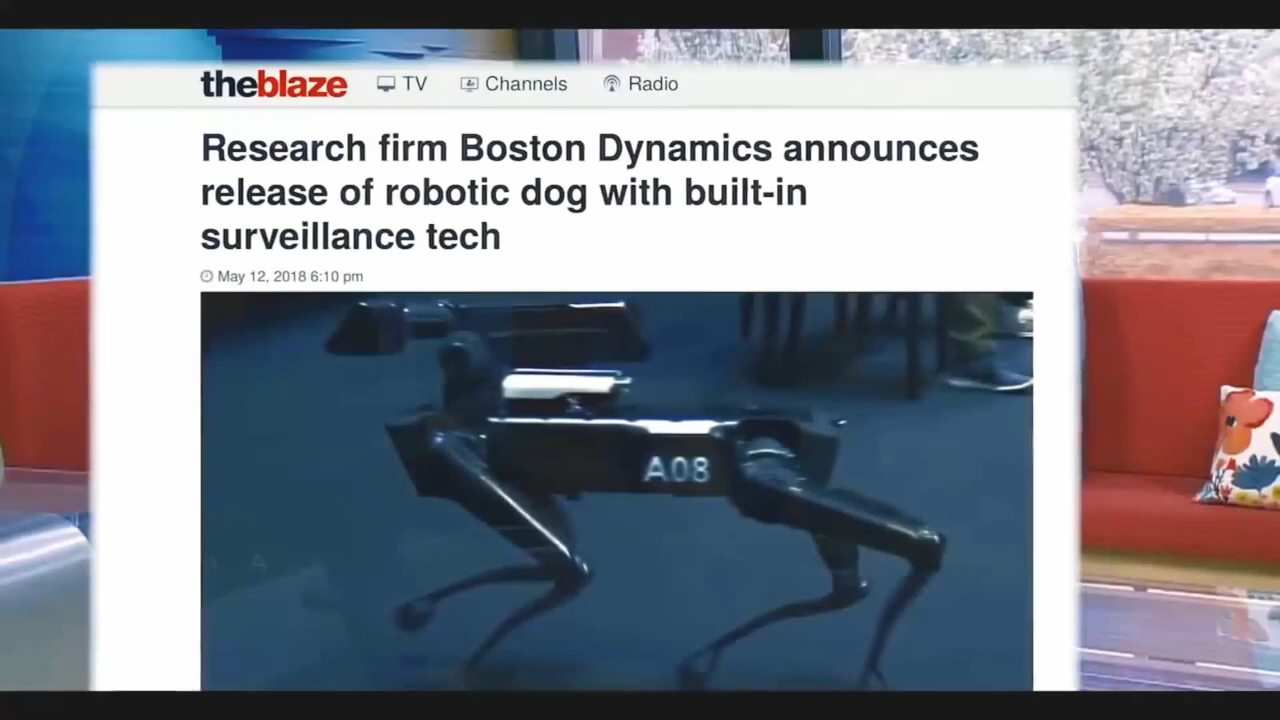 theblaze TV Channels Radio
Research firm Boston Dynamics announces
release of robotic dog with built-in
surveillance tech
May 12, 2018 6:10 pm
A08